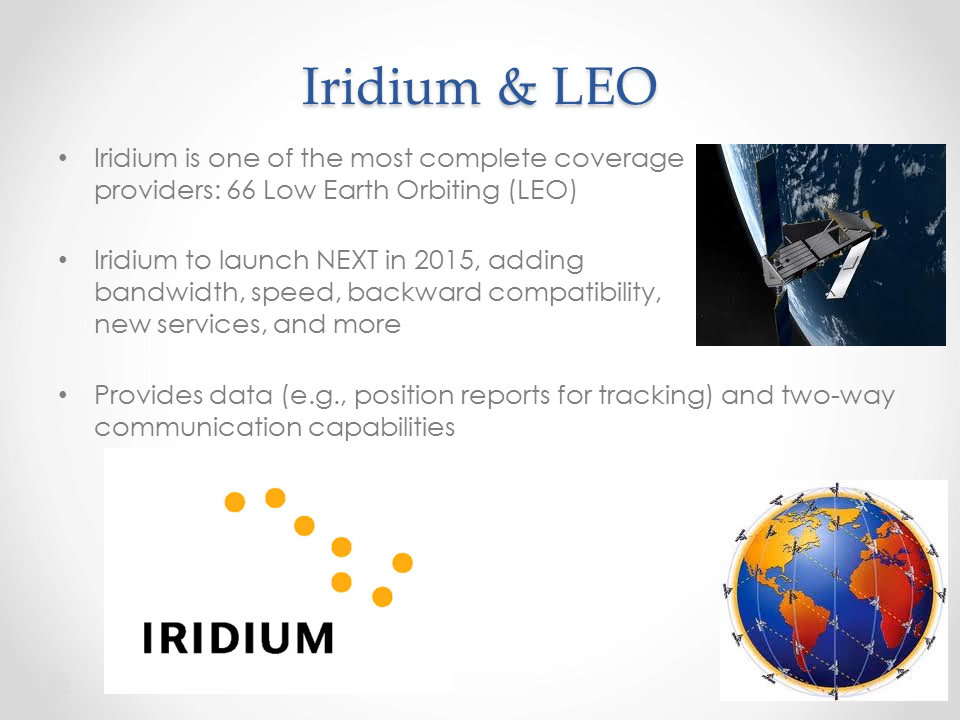 Iridium & LEO
• Iridium is one of the most complete coverage
providers: 66 Low Earth Orbiting (LEO)
• Iridium to launch NEXT in 2015, adding
bandwidth, speed, backward compatibility,
new services, and more
• Provides data (e.g., position reports for tracking) and two-way
communication capabilities
IRIDIUM